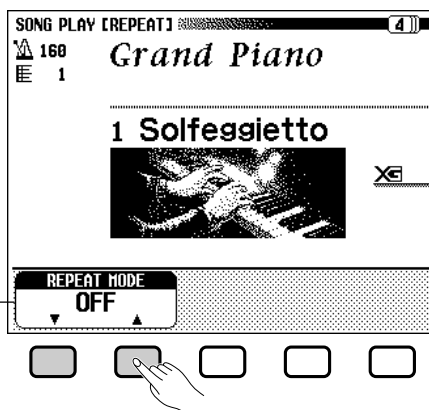 SONG PLAY [REPEAT]
4
160
1
Grand Piano
1 Solfeggietto
XG
REPEAT MODE
OFF